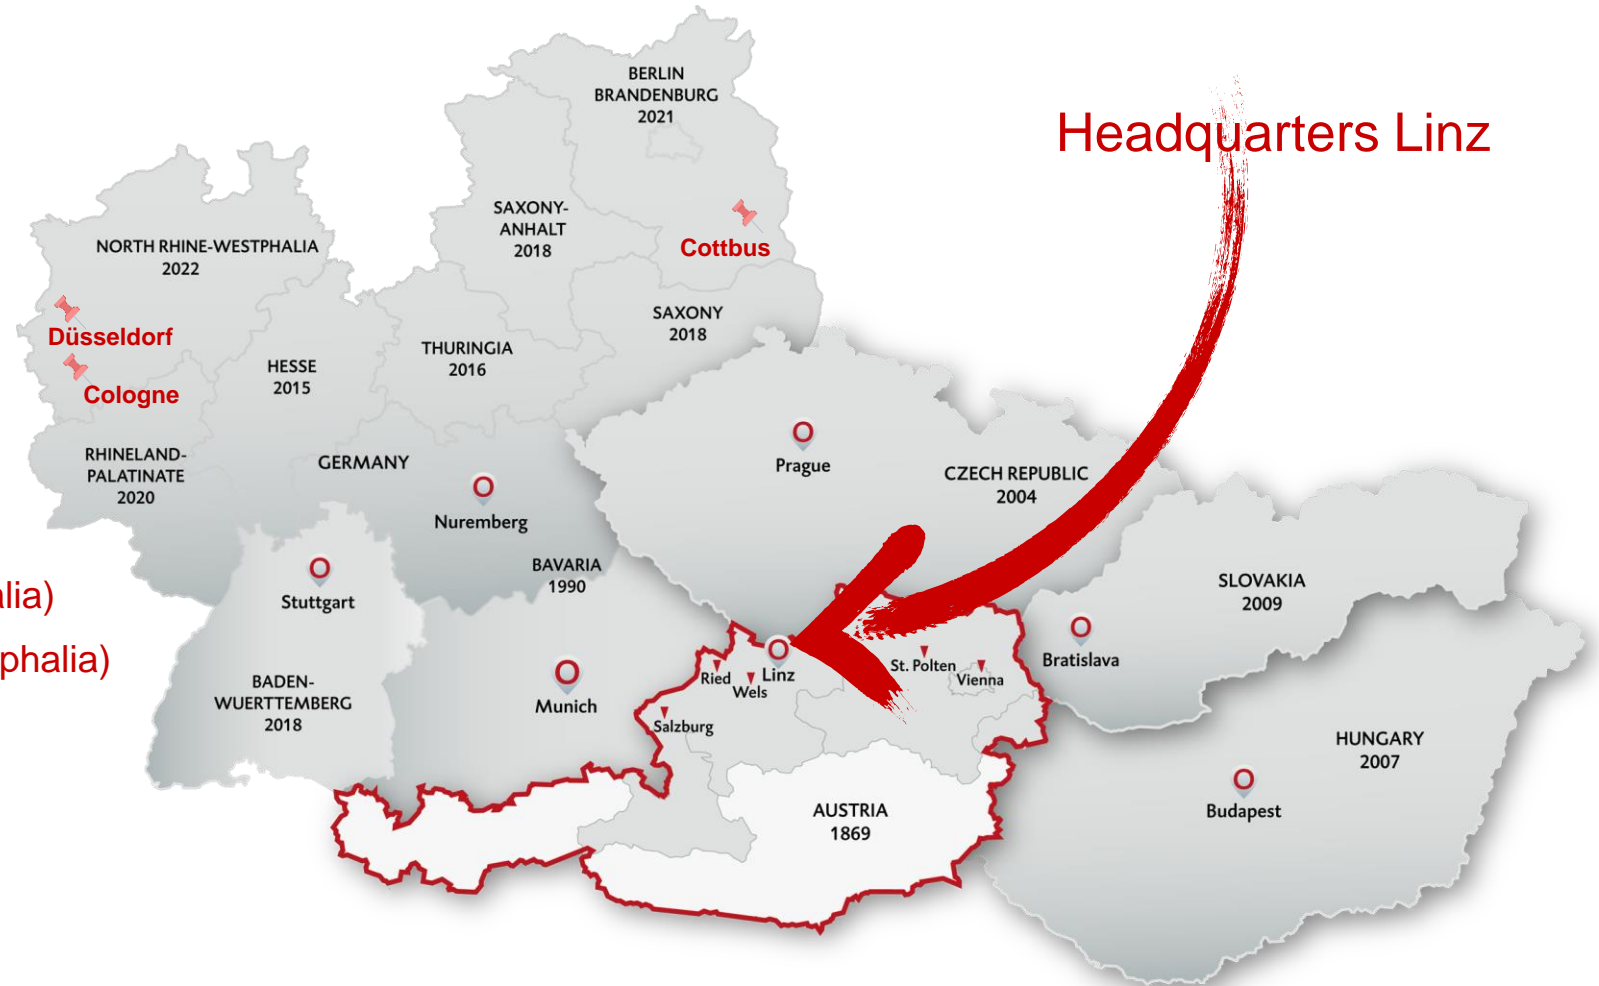 BERLIN
BRANDENBURG
2021
Headquarters Linz
SAXONY-
ANHALT
2018
NORTH RHINE-WESTPHALIA
2022
Cottbus
Düsseldorf
Cologne
HESSE
2015
THURINGIA
2016
SAXONY
2018
RHINELAND-
PALATINATE
2020
GERMANY
Nuremberg
Prague
CZECH REPUBLIC
2004
BAVARIA
1990
Stuttgart
SLOVAKIA
2009
alia)
phalia)
BADEN-
WUERTTEMBERG
2018
Munich
Ried
Wels
Linz
Salzburg
St. Polten
Vienna
Bratislava
HUNGARY
2007
Budapest
AUSTRIA
1869